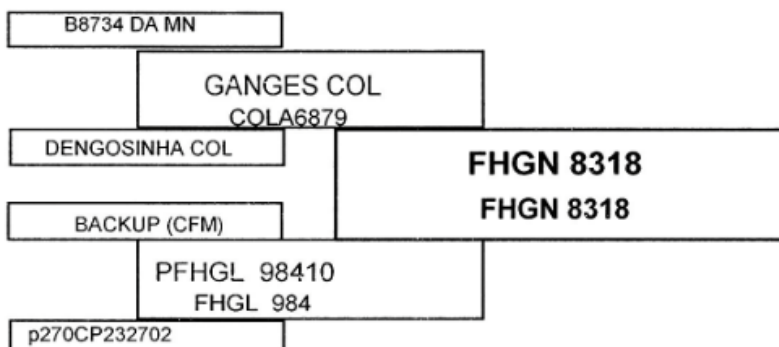 B8734 DA MN
GANGES COL
COLA6879
DENGOSINHA COL
FHGN 8318
FHGN 8318
BACKUP (CFM)
PFHGL 98410
FHGL 984
p270CP232702